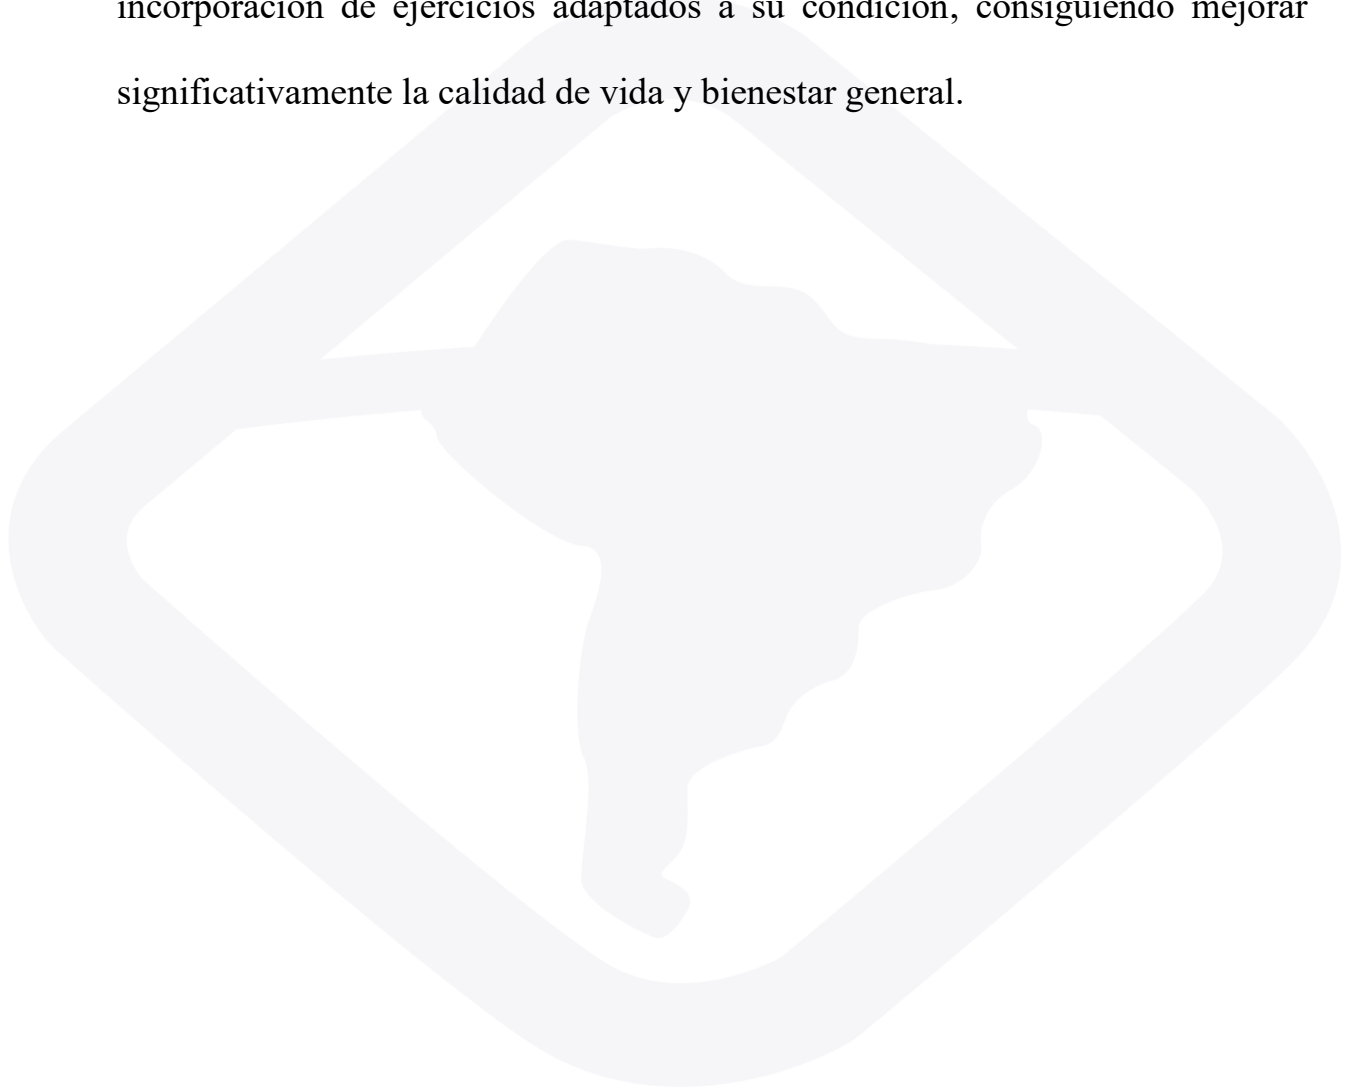 incorporación de ejercicios adaptados a su condición, consiguiendo mejorar
significativamente la calidad de vida y bienestar general.